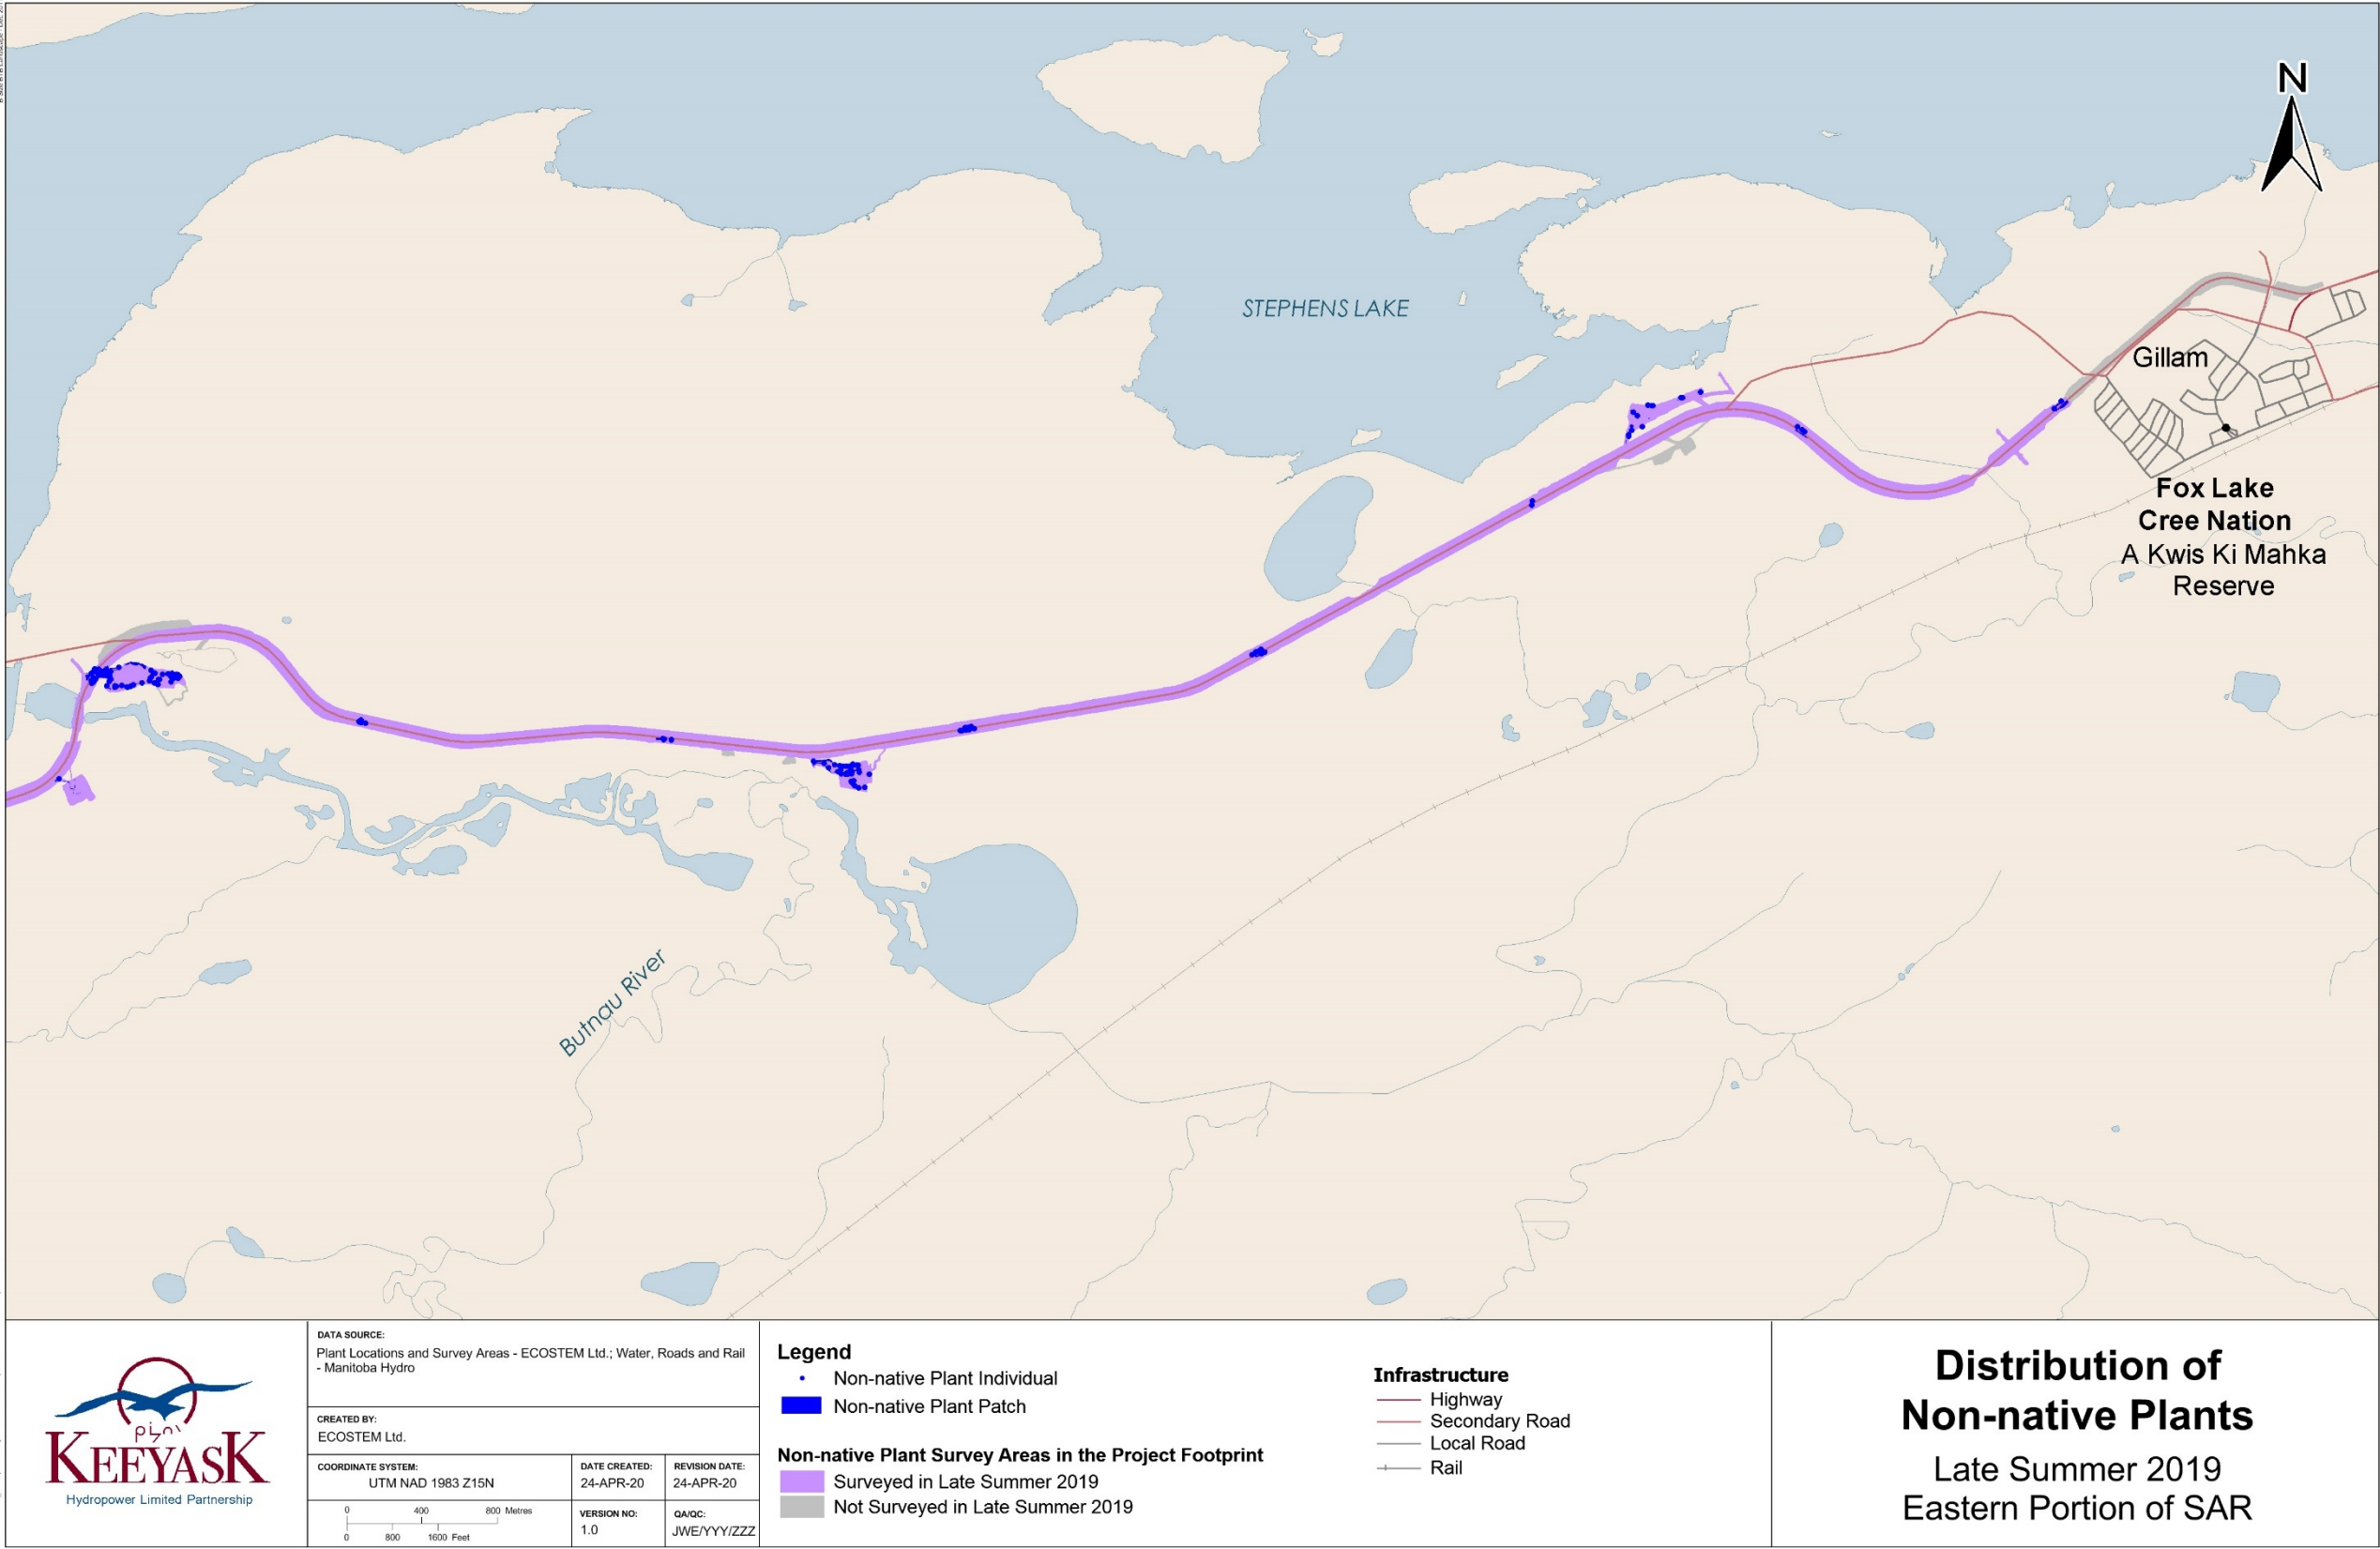 N
STEPHENS LAKE
Gillam
Fox Lake
Cree Nation
A Kwis Ki Mahka
Reserve
Butnau River
KEEYASK
Hydropower Limited Partnership
DATA SOURCE:
Plant Locations and Survey Areas - ECOSTEM Ltd.; Water, Roads and Rail
- Manitoba Hydro
CREATED BY:
ECOSTEM Ltd.
COORDINATE SYSTEM:
UTM NAD 1983 Z15N
DATE CREATED:
24-APR-20
REVISION DATE:
24-APR-20
0 400 800 Metres
0 800 1600 Feet
VERSION NO:
1.0
QA/QC:
JWE/YYY/ZZZ
Legend
Non-native Plant Individual
Non-native Plant Patch
Non-native Plant Survey Areas in the Project Footprint
Surveyed in Late Summer 2019
Not Surveyed in Late Summer 2019
Infrastructure
Highway
Secondary Road
Local Road
Rail
Distribution of
Non-native Plants
Late Summer 2019
Eastern Portion of SAR